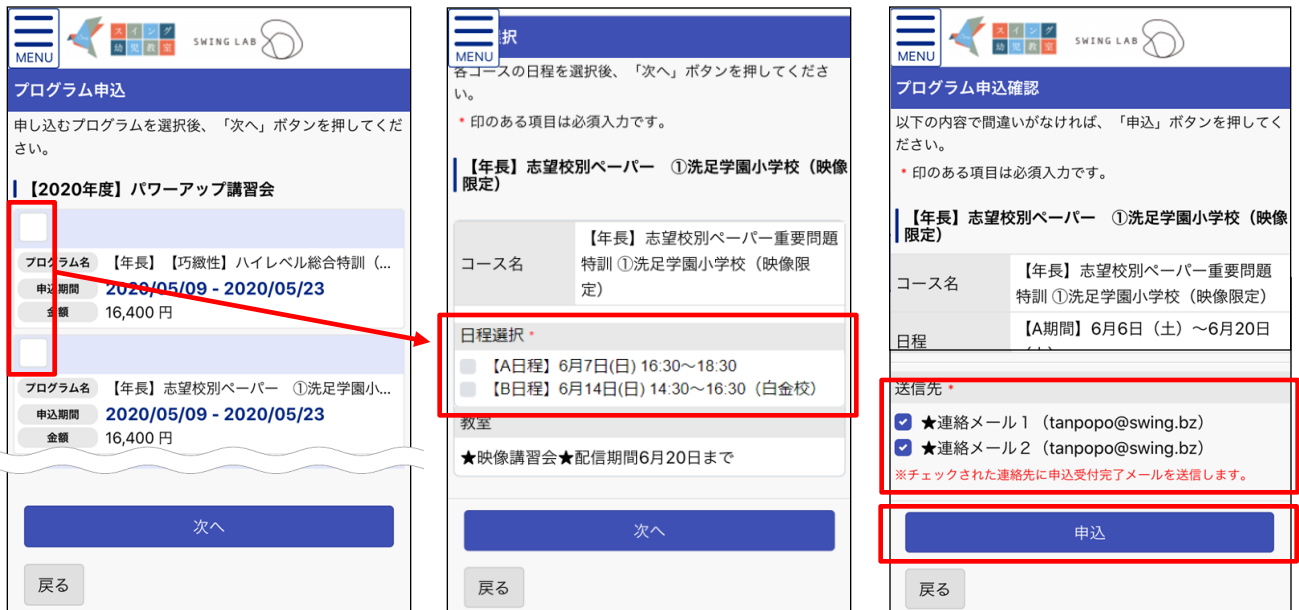 MENU
スイング
幼児教室
SWING LAB
プログラム申込
申し込むプログラムを選択後、「次へ」ボタンを押してくだ
さい。
【2020年度】パワーアップ講習会
プログラム名 【年長】【巧緻性】ハイレベル総合特訓（...
申込期間 2020/05/09 - 2020/05/23
金額 16,400 円
プログラム名 【年長】志望校別ペーパー　①洗足学園小...
申込期間 2020/05/09 - 2020/05/23
金額 16,400 円
次へ
戻る
MENU
択
各コースの日程を選択後、「次へ」ボタンを押してくださ
い。
* 印のある項目は必須入力です。
【年長】志望校別ペーパー　①洗足学園小学校（映像
限定）
コース名
【年長】志望校別ペーパー重要問題
特訓 ①洗足学園小学校（映像限
定）
日程選択 *
【A日程】6月7日(日) 16:30～18:30
【B日程】6月14日(日) 14:30～16:30（白金校）
教室
★映像講習会★配信期間6月20日まで
次へ
戻る
MENU
スイング
幼児教室
SWING LAB
プログラム申込確認
以下の内容で間違いがなければ、「申込」ボタンを押してく
ださい。
* 印のある項目は必須入力です。
【年長】志望校別ペーパー　①洗足学園小学校（映像
限定）
コース名
【年長】志望校別ペーパー重要問題
特訓 ①洗足学園小学校（映像限定）
日程
【A期間】6月6日（土）～6月20日
送信先 *
★連絡メール１（tanpopo@swing.bz）
★連絡メール２（tanpopo@swing.bz）
※チェックされた連絡先に申込受付完了メールを送信します。
申込
戻る